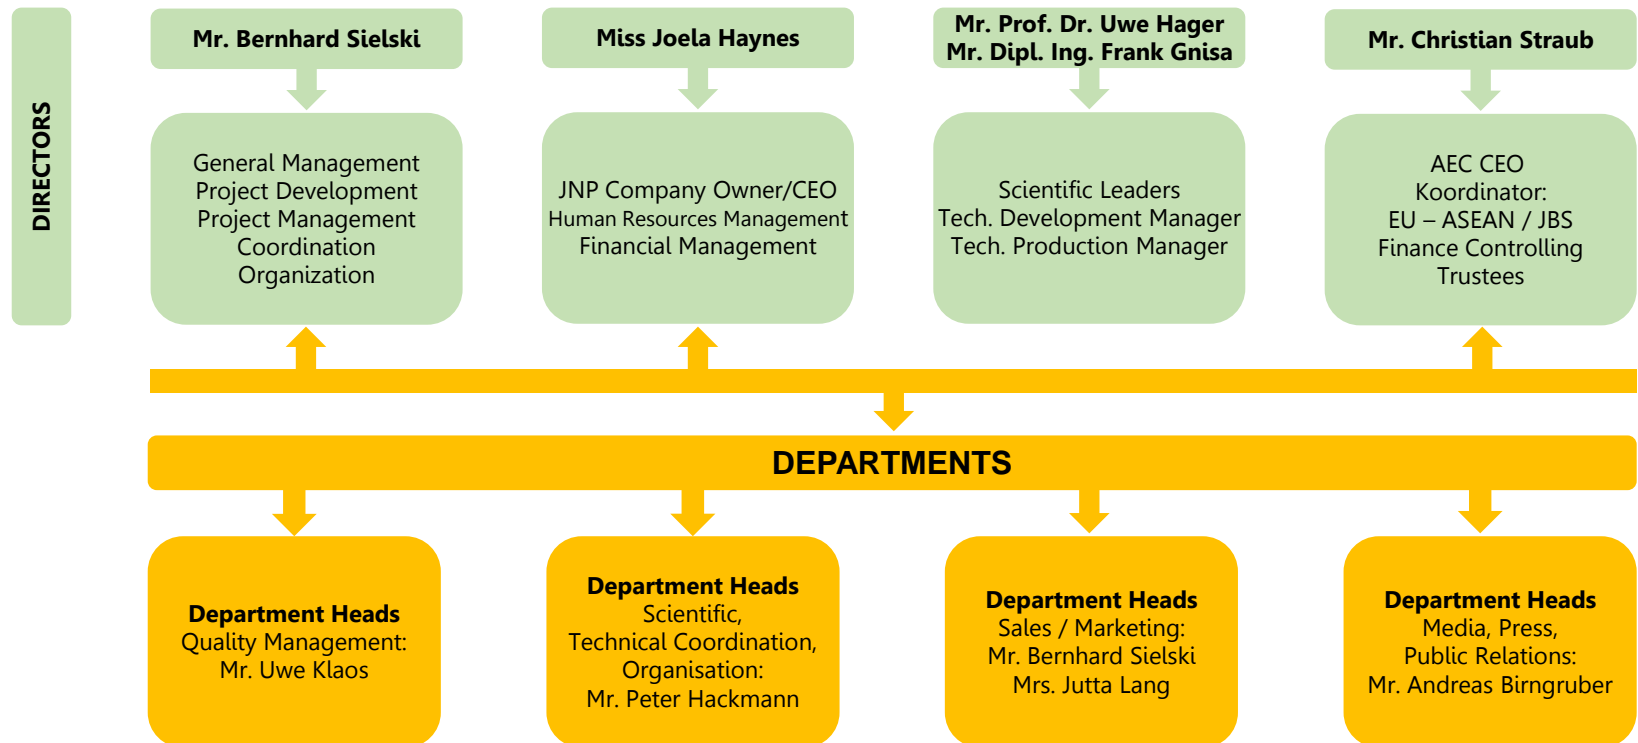 DIRECTORS
Mr. Bernhard Sielski
General Management
Project Development
Project Management
Coordination
Organization
Miss Joela Haynes
JNP Company Owner/CEO
Human Resources Management
Financial Management
Mr. Prof. Dr. Uwe Hager
Mr. Dipl. Ing. Frank Gnisa
Scientific Leaders
Tech. Development Manager
Tech. Production Manager
Mr. Christian Straub
AEC CEO
Koordinator:
EU – ASEAN / JBS
Finance Controlling
Trustees
DEPARTMENTS
Department Heads
Quality Management:
Mr. Uwe Klaos
Department Heads
Scientific,
Technical Coordination,
Organisation:
Mr. Peter Hackmann
Department Heads
Sales / Marketing:
Mr. Bernhard Sielski
Mrs. Jutta Lang
Department Heads
Media, Press,
Public Relations:
Mr. Andreas Birngruber